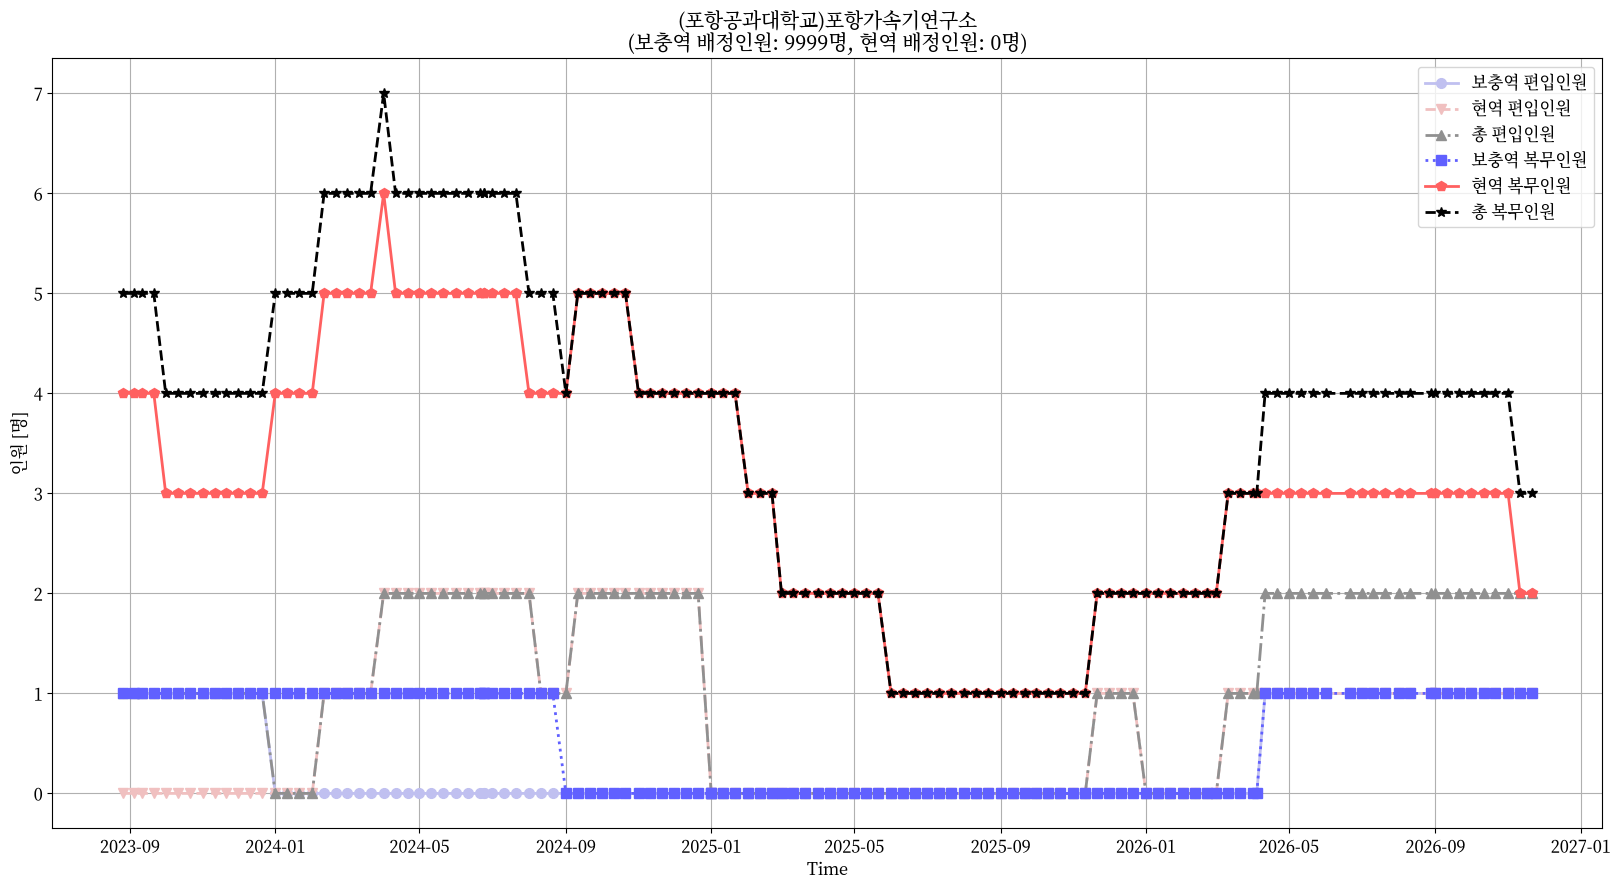 (포항공과대학교)포항가속기연구소
(보충역 배정인원: 9999명, 현역 배정인원: 0명)
보충역 편입인원
현역 편입인원
총 편입인원
보충역 복무인원
현역 복무인원
총 복무인원
인원 [명]
7
6
5
4
3
2
1
0
2023-09 2024-01 2024-05 2024-09 2025-01 2025-05 2025-09 2026-01 2026-05 2026-09 2027-01
Time